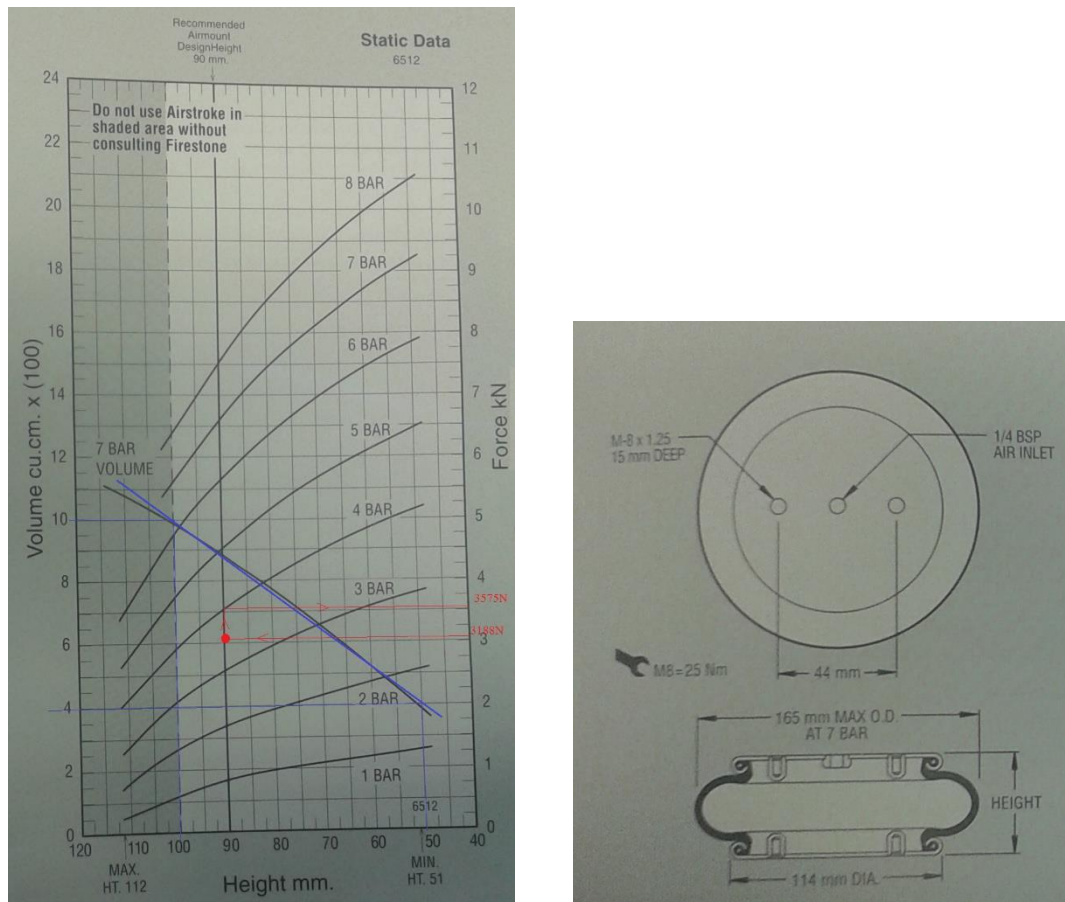 Recommended
Airmount
DesignHeight
90 mm.
Static Data
6512
Do not use Airstroke in
shaded area without
consulting Firestone
24
22
20
18
16
14
12
10
8
6
4
2
0
Volume cu.cm. x (100)
12
11
10
9
8
7
6
5
4
3
2
1
0
Force kN
8 BAR
7 BAR
6 BAR
5 BAR
4 BAR
3 BAR
2 BAR
1 BAR
7 BAR
VOLUME
3575N
3188N
6512
120
110
100
90
80
70
60
50
40
MAX.
HT. 112
Height mm.
MIN.
HT. 51
M-8 x 1.25
15 mm DEEP
1/4 BSP
AIR INLET
M8=25 Nm
44 mm
165 mm MAX O.D.
AT 7 BAR
HEIGHT
114 mm DIA.